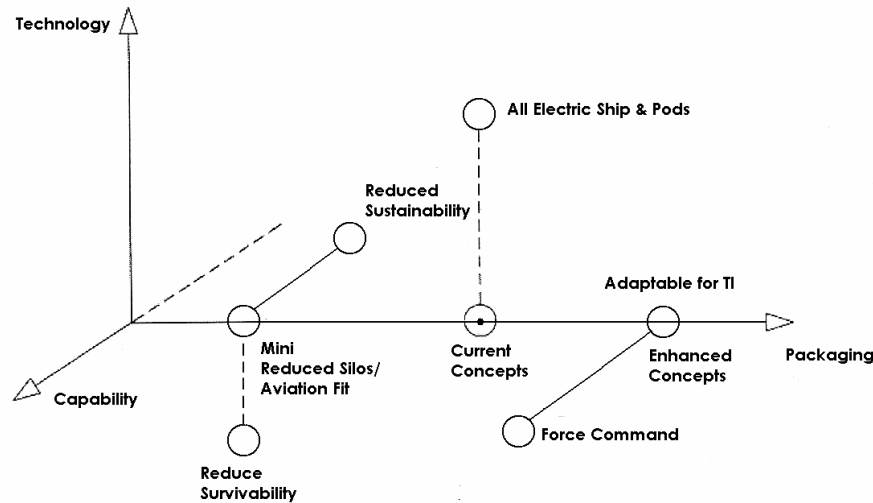 Technology
All Electric Ship & Pods
Reduced
Sustainability
Adaptable for TI
Mini
Reduced Silos/
Aviation Fit
Current
Concepts
Enhanced
Concepts
Packaging
Capability
Force Command
Reduce
Survivability